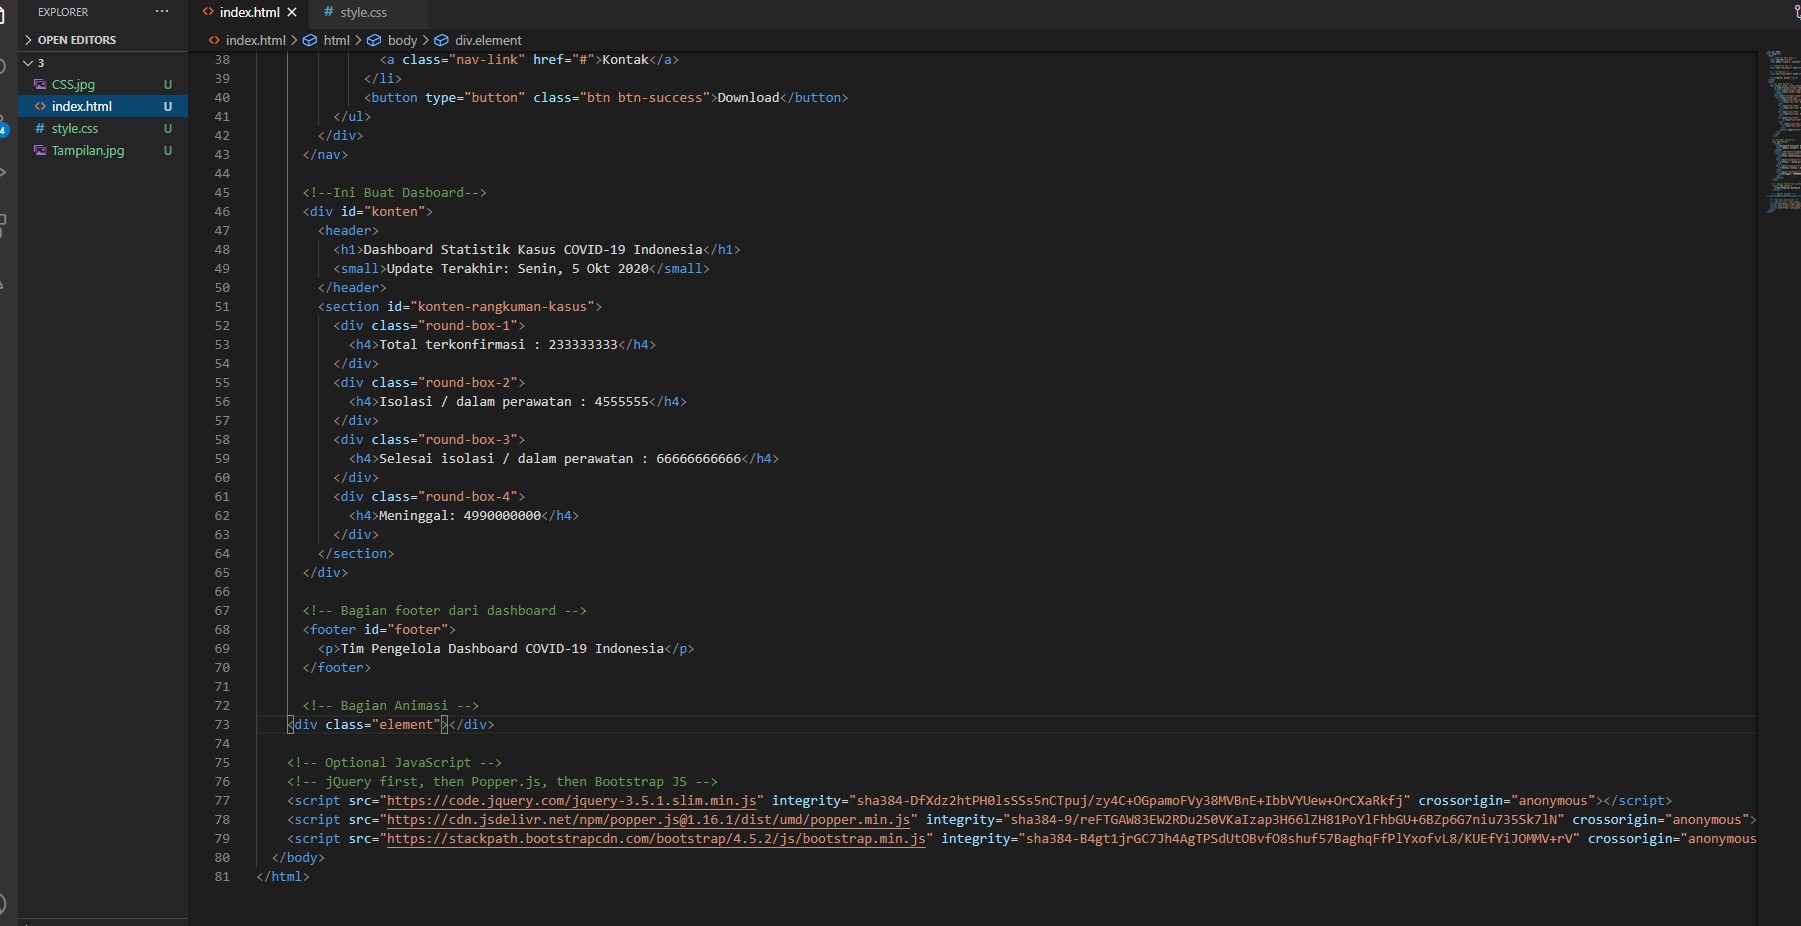 EXPLORER
···
index.html
# style.css
OPEN EDITORS
index.html > html > body > div.element
3
CSS.jpg U
index.html U
# style.css U
Tampilan.jpg U
4
38 <a class="nav-link" href="#">Kontak</a>
39 </li>
40 <button type="button" class="btn btn-success">Download</button>
41 </ul>
42 </div>
43 </nav>
44
45 <!--Ini Buat Dasboard-->
46 <div id="konten">
47 <header>
48 <h1>Dashboard Statistik Kasus COVID-19 Indonesia</h1>
49 <small>Update Terakhir: Senin, 5 Okt 2020</small>
50 </header>
51 <section id="konten-rangkuman-kasus">
52 <div class="round-box-1">
53 <h4>Total terkonfirmasi : 233333333</h4>
54 </div>
55 <div class="round-box-2">
56 <h4>Isolasi / dalam perawatan : 4555555</h4>
57 </div>
58 <div class="round-box-3">
59 <h4>Selesai isolasi / dalam perawatan : 66666666666</h4>
60 </div>
61 <div class="round-box-4">
62 <h4>Meninggal: 4990000000</h4>
63 </div>
64 </section>
65 </div>
66
67 <!-- Bagian footer dari dashboard -->
68 <footer id="footer">
69 <p>Tim Pengelola Dashboard COVID-19 Indonesia</p>
70 </footer>
71
72 <!-- Bagian Animasi -->
73 <div class="element"></div>
74
75 <!-- Optional JavaScript -->
76 <!-- jQuery first, then Popper.js, then Bootstrap JS -->
77 <script src="https://code.jquery.com/jquery-3.5.1.slim.min.js" integrity="sha384-DfXdz2htPH0lsSSs5nCTpuj/zy4C+OGpamoFVy38MVBnE+IbbVYUew+OrCXaRkfj" crossorigin="anonymous"></script>
78 <script src="https://cdn.jsdelivr.net/npm/popper.js@1.16.1/dist/umd/popper.min.js" integrity="sha384-9/reFTGAW83EW2RDu2S0VKaIzap3H66lZH81PoYlFhbGU+6BZp6G7niu735Sk7lN" crossorigin="anonymous">
79 <script src="https://stackpath.bootstrapcdn.com/bootstrap/4.5.2/js/bootstrap.min.js" integrity="sha384-B4gt1jrGC7Jh4AgTPSdUtOBvfO8shuf57BaghqFfPlYxofvL8/KUEfYiJOMMV+rV" crossorigin="anonymous
80 </body>
81 </html>